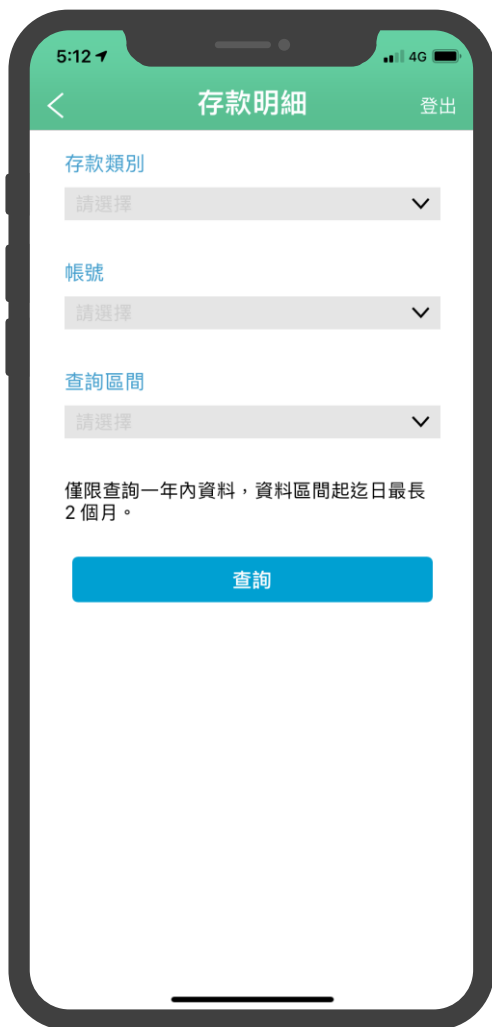 5:12
4G
存款明細
登出
存款類別
請選擇
帳號
請選擇
查詢區間
請選擇
僅限查詢一年內資料，資料區間起迄日最長
2 個月。
查詢